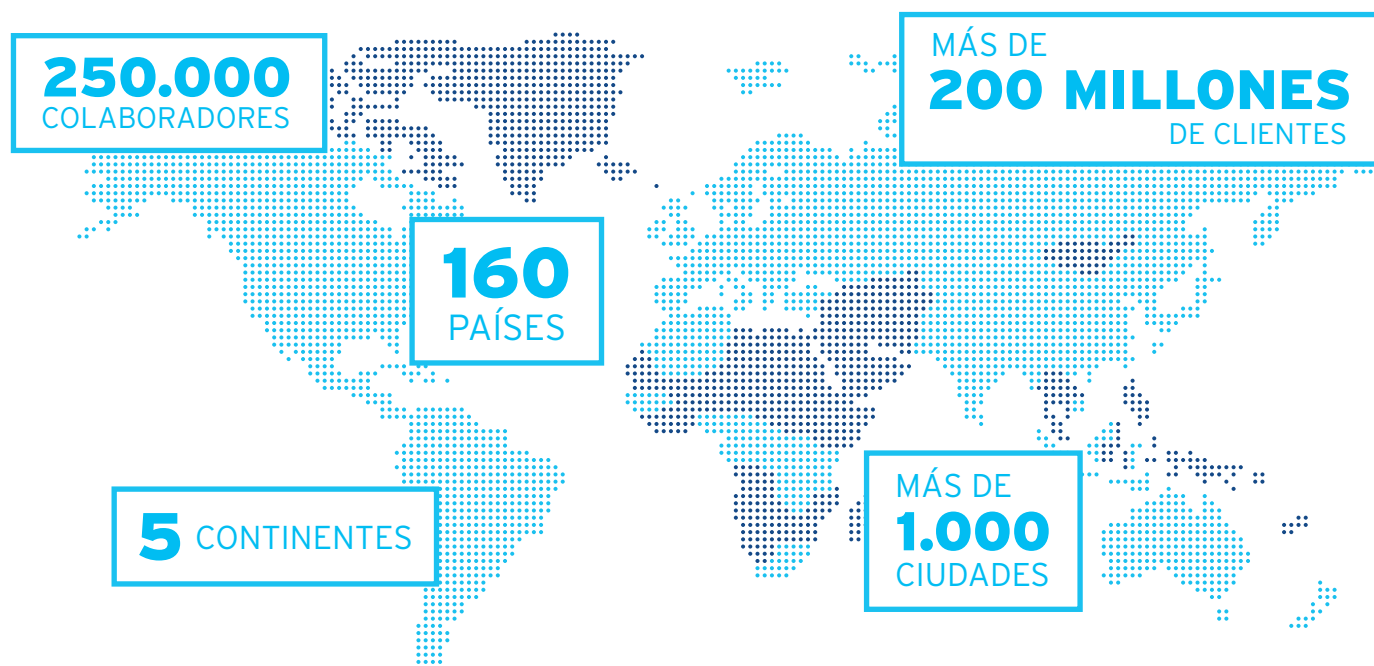 250.000
COLABORADORES
MÁS DE
200 MILLONES
DE CLIENTES
160
PAÍSES
5 CONTINENTES
MÁS DE
1.000
CIUDADES